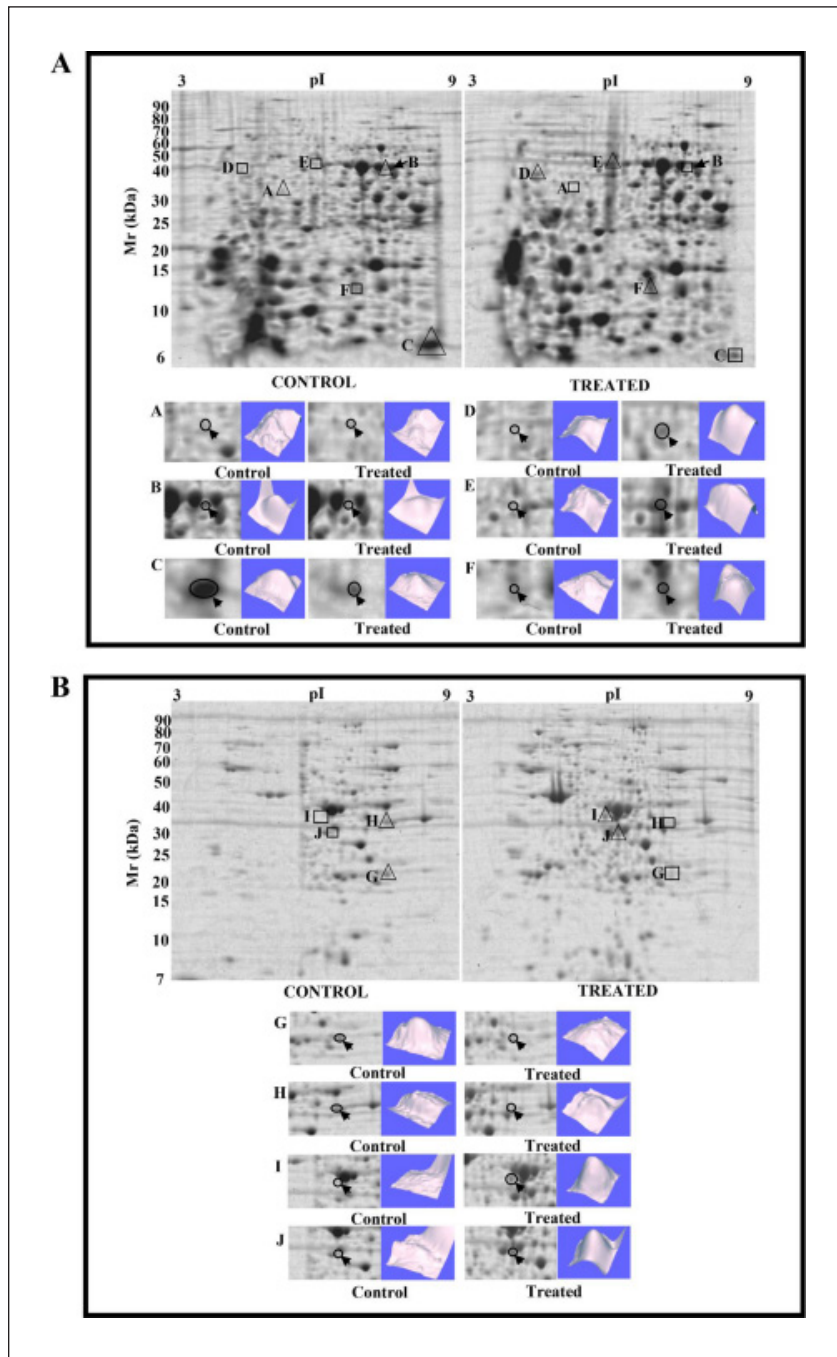 A
3 pI 9 3 pI 9
90
80
70
60
50
40
30
20
15
10
6
Mr (kDa)
D E B
A
F
C
E B
D A
F
C
CONTROL TREATED
A D
Control Treated Control Treated
B E
Control Treated Control Treated
C F
Control Treated Control Treated
B
3 pI 9 3 pI 9
90
80
70
60
50
40
30
20
10
7
Mr (kDa)
I H
J
G
I H
J
G
CONTROL TREATED
G
Control Treated
H
Control Treated
I
Control Treated
J
Control Treated